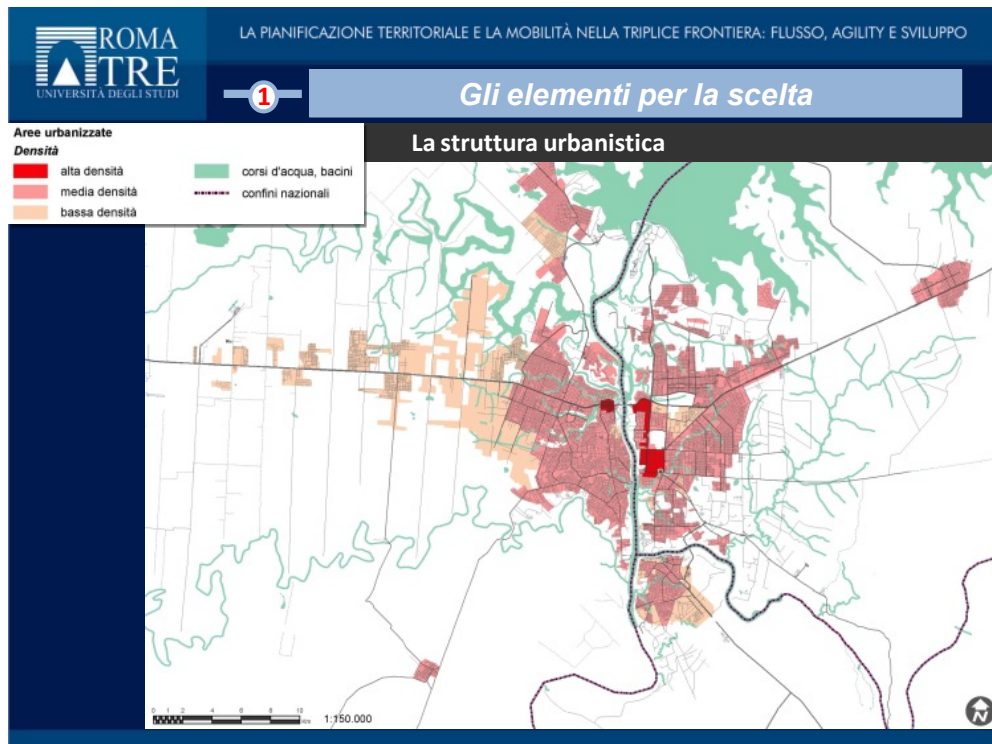 ROMA
TRE
UNIVERSITÀ DEGLI STUDI
LA PIANIFICAZIONE TERRITORIALE E LA MOBILITÀ NELLA TRIPLICE FRONTIERA: FLUSSO, AGILITY E SVILUPPO
1
Gli elementi per la scelta
La struttura urbanistica
Aree urbanizzate
Densità
alta densità
media densità
bassa densità
corsi d'acqua, bacini
confini nazionali
0 1 2 4 6 8 10
Km
1:150.000
N